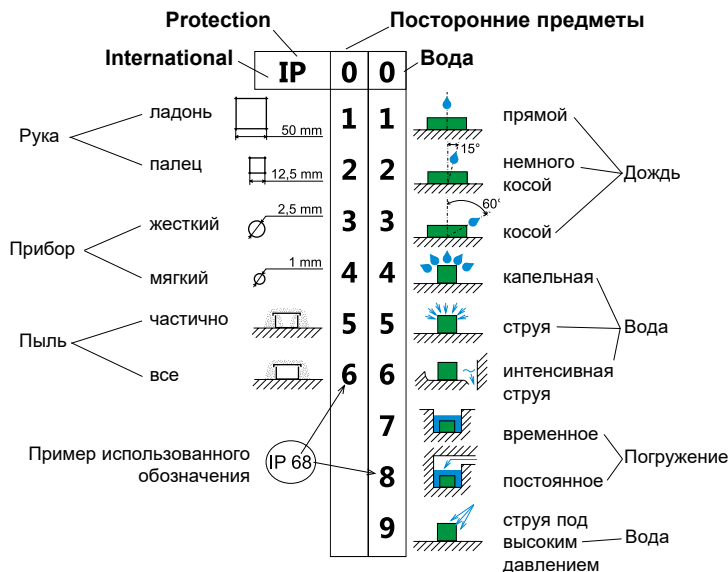 Protection
Посторонние предметы
International
IP 0 0
Вода
Рука
ладонь
50 mm
1 1
прямой
палец
12,5 mm
2 2
15°
немного
косой
Дождь
Прибор
жесткий
2,5 mm
3 3
60°
косой
мягкий
1 mm
4 4
капельная
Пыль
частично
5 5
струя
Вода
все
6 6
интенсивная
струя
7
временное
Пример использованного
обозначения
IP 68
8
постоянное
Погружение
9
струя под
высоким
давлением
Вода